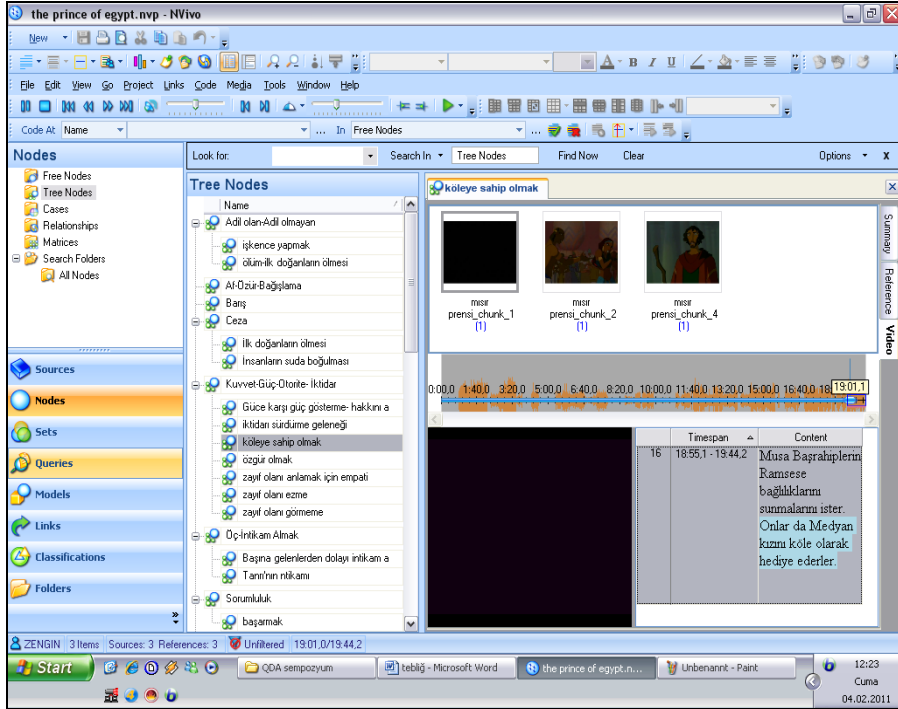 the prince of egypt.nvp - NVivo
New
A B I U
File Edit View Go Project Links Code Media Tools Window Help
Code At Name ... In Free Nodes ...
Nodes
Free Nodes
Tree Nodes
Cases
Relationships
Matrices
Search Folders
All Nodes
Sources
Nodes
Sets
Queries
Models
Links
Classifications
Folders
Look for: Search In Tree Nodes Find Now Clear Options x
Tree Nodes
Name
Adil olan-Adil olmayan
işkence yapmak
ölüm-ilk doğanların ölmesi
Af-Özür-Bağışlama
Barış
Ceza
İlk doğanların ölmesi
İnsanların suda boğulması
Kuvvet-Güç-Otorite- İktidar
Güce karşı güç gösterme- hakkını a
iktidarı sürdürme geleneği
köleye sahip olmak
özgür olmak
zayıf olanı anlamak için empati
zayıf olanı ezme
zayıf olanı görmeme
Öç-İntikam Almak
Başına gelenlerden dolayı intikam a
Tanrı'nın ntikamı
Sorumluluk
başarmak
köleye sahip olmak
mısır
prensi_chunk_1
(1)
mısır
prensi_chunk_2
(1)
mısır
prensi_chunk_4
(1)
Summary
Reference
Video
0:00,0 1:40,0 3:20,0 5:00,0 6:40,0 8:20,0 10:00,0 11:40,0 13:20,0 15:00,0 16:40,0 18: 19:01,1
Timespan Content
16 18:55,1 - 19:44,2 Musa Başrahiplerin
Ramsese
bağlılıklarını
sunmalarını ister.
Onlar da Medyan
kızını köle olarak
hediye ederler.
ZENGIN 3 Items Sources: 3 References: 3 Unfiltered 19:01,0/19:44,2
Start QDA sempozyum tebliğ - Microsoft Word the prince of egypt.n... Unbenannt - Paint 12:23
Cuma
04.02.2011